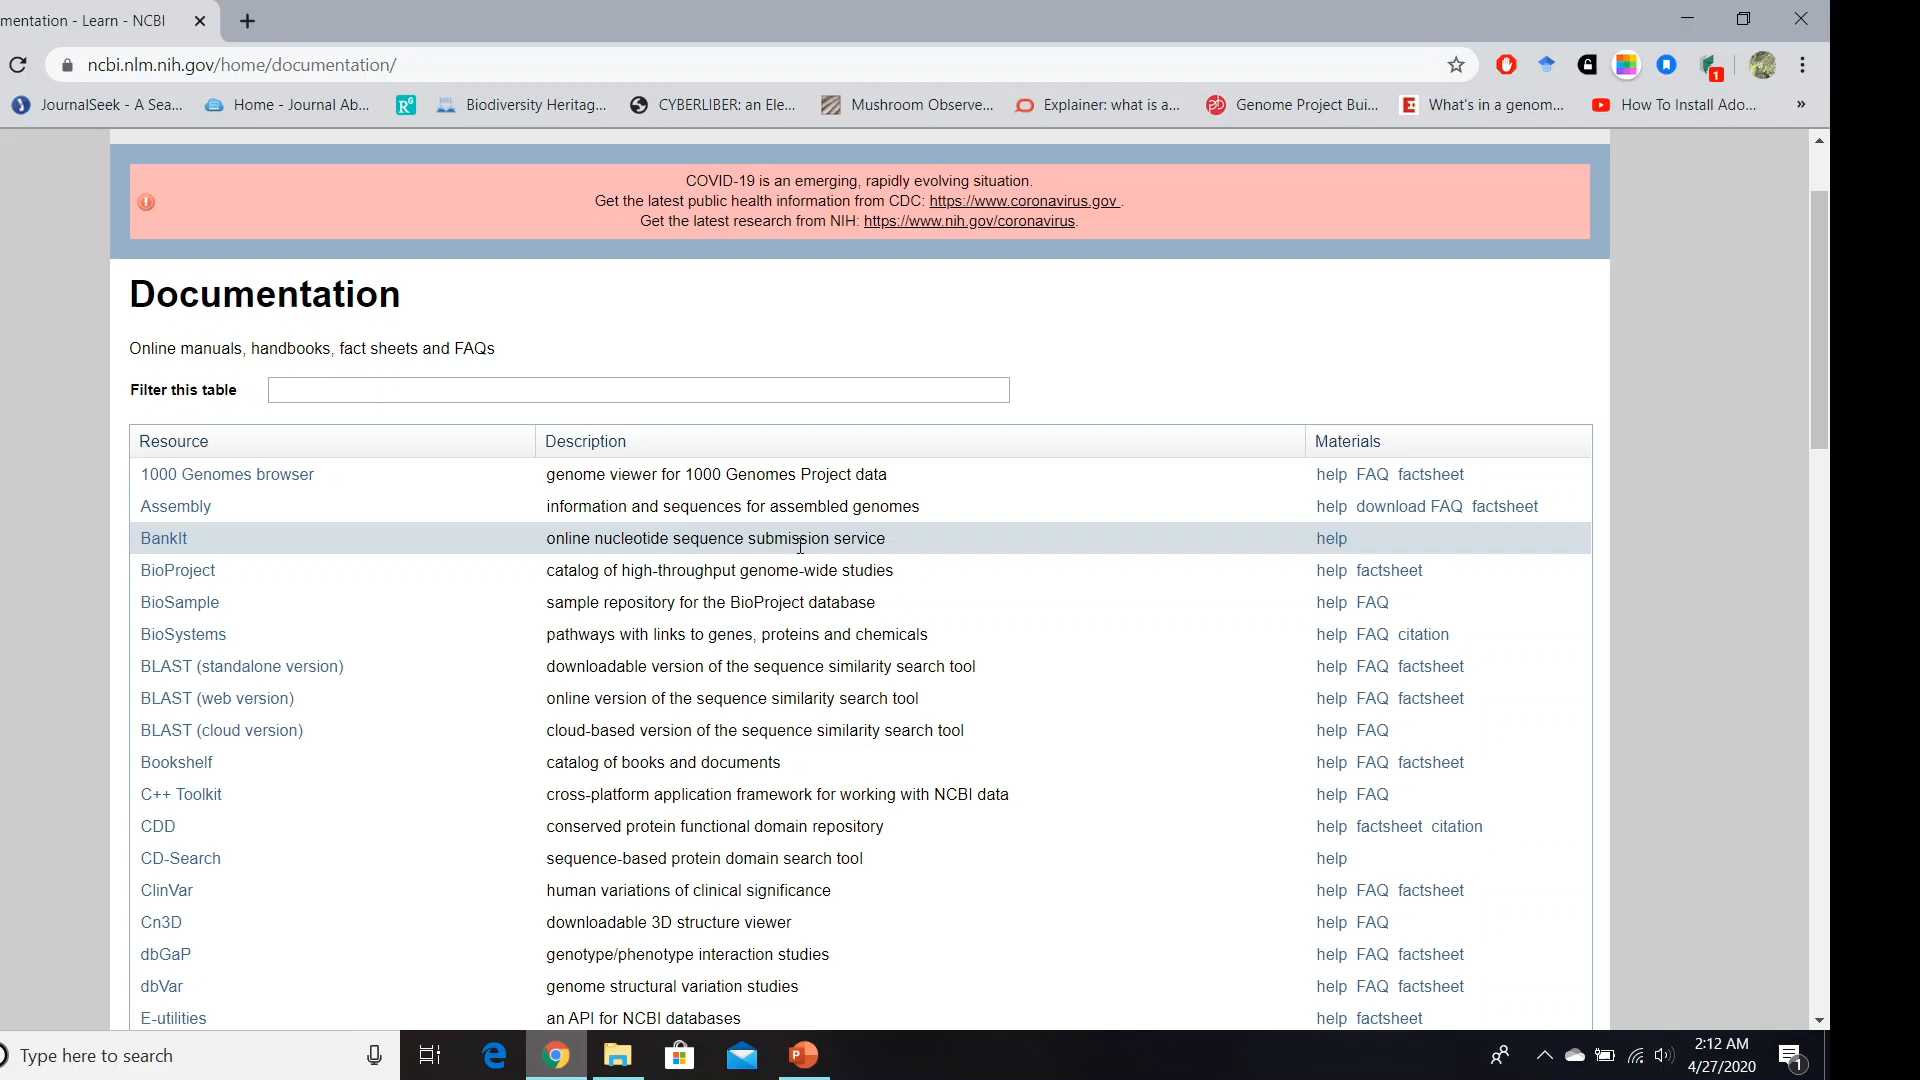 mentation - Learn - NCBI
ncbi.nlm.nih.gov/home/documentation/
1
JournalSeek - A Sea... Home - Journal Ab... R^G Biodiversity Heritag... CYBERLIBER: an Ele... Mushroom Observe... Explainer: what is a... Genome Project Bui... What's in a genom... How To Install Ado... »
COVID-19 is an emerging, rapidly evolving situation.
Get the latest public health information from CDC: https://www.coronavirus.gov .
Get the latest research from NIH: https://www.nih.gov/coronavirus.
Documentation
Online manuals, handbooks, fact sheets and FAQs
Filter this table
Resource Description Materials
1000 Genomes browser genome viewer for 1000 Genomes Project data help FAQ factsheet
Assembly information and sequences for assembled genomes help download FAQ factsheet
BankIt online nucleotide sequence submission service help
BioProject catalog of high-throughput genome-wide studies help factsheet
BioSample sample repository for the BioProject database help FAQ
BioSystems pathways with links to genes, proteins and chemicals help FAQ citation
BLAST (standalone version) downloadable version of the sequence similarity search tool help FAQ factsheet
BLAST (web version) online version of the sequence similarity search tool help FAQ factsheet
BLAST (cloud version) cloud-based version of the sequence similarity search tool help FAQ
Bookshelf catalog of books and documents help FAQ factsheet
C++ Toolkit cross-platform application framework for working with NCBI data help FAQ
CDD conserved protein functional domain repository help factsheet citation
CD-Search sequence-based protein domain search tool help
ClinVar human variations of clinical significance help FAQ factsheet
Cn3D downloadable 3D structure viewer help FAQ
dbGaP genotype/phenotype interaction studies help FAQ factsheet
dbVar genome structural variation studies help FAQ factsheet
E-utilities an API for NCBI databases help factsheet
Type here to search
2:12 AM
4/27/2020
1